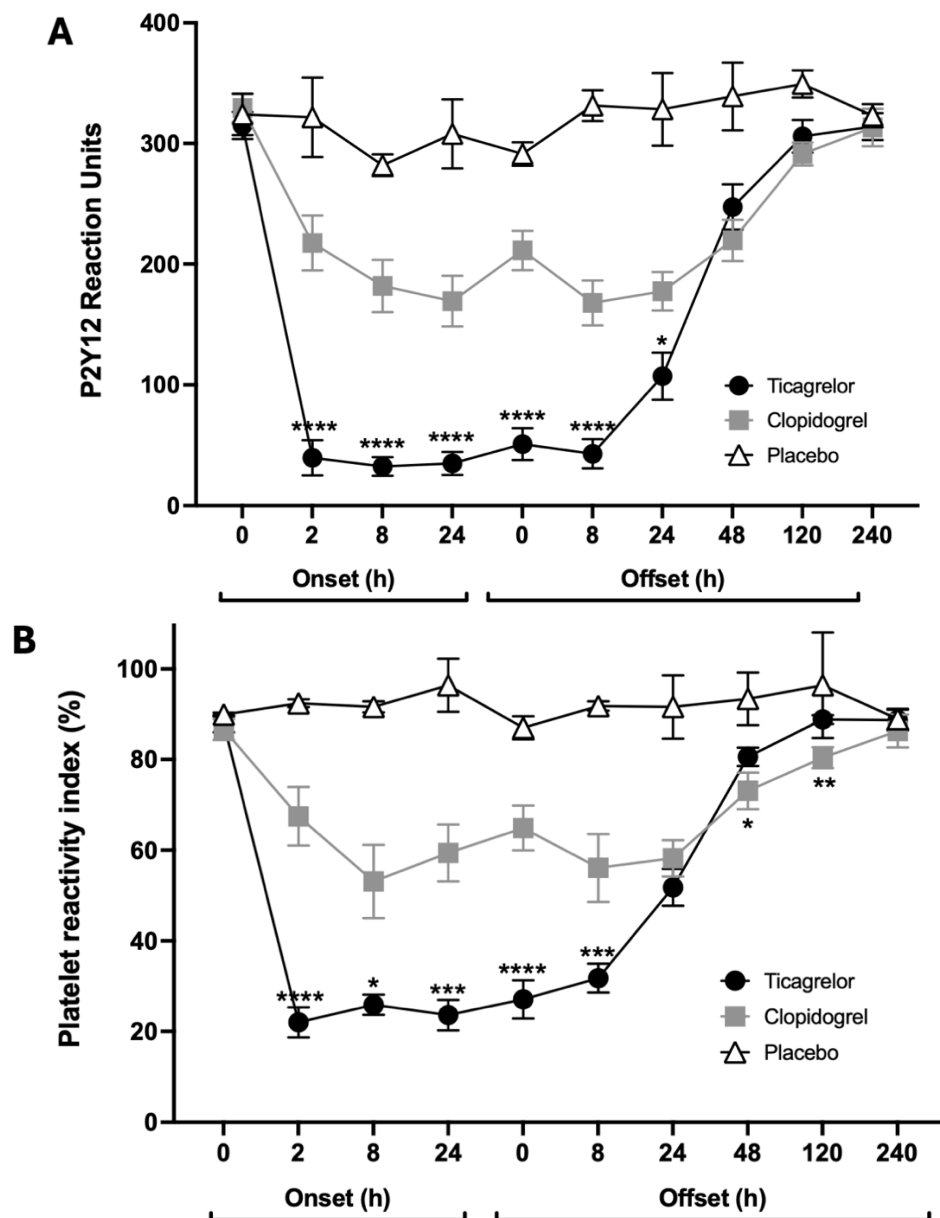 A
P2Y12 Reaction Units
400
300
200
100
0
**** **** **** **** **** *
Ticagrelor
Clopidogrel
Placebo
0 2 8 24 0 8 24 48 120 240
Onset (h) Offset (h)
B
Platelet reactivity index (%)
100
80
60
40
20
0
**** * *** **** *** * **
Ticagrelor
Clopidogrel
Placebo
0 2 8 24 0 8 24 48 120 240
Onset (h) Offset (h)